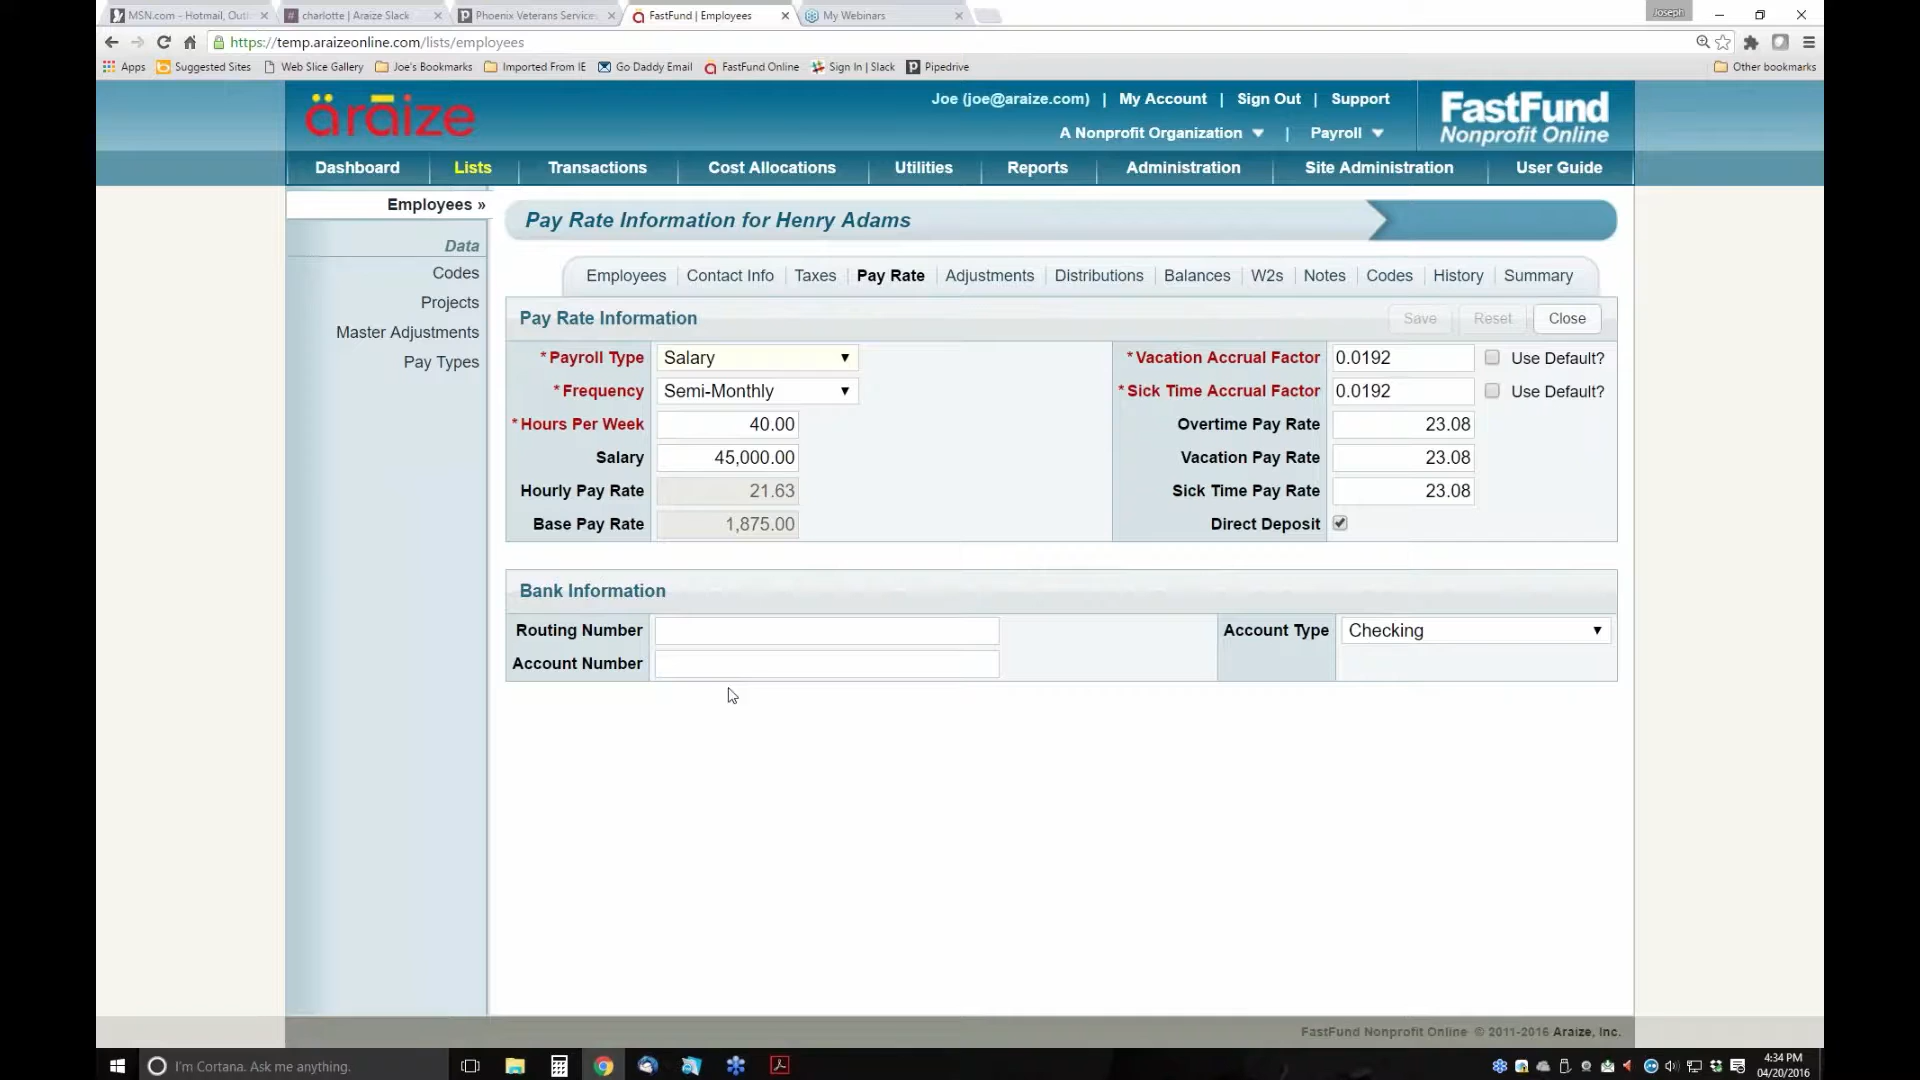 MSN.com - Hotmail, Outl
charlotte | Araize Slack
Phoenix Veterans Service
FastFund | Employees
My Webinars
Joseph
https://temp.araizeonline.com/lists/employees
Apps
Suggested Sites
Web Slice Gallery
Joe's Bookmarks
Imported From IE
Go Daddy Email
FastFund Online
Sign In | Slack
Pipedrive
Other bookmarks
äraize
Joe (joe@araize.com) | My Account | Sign Out | Support
A Nonprofit Organization | Payroll
FastFund
Nonprofit Online
Dashboard
Lists
Transactions
Cost Allocations
Utilities
Reports
Administration
Site Administration
User Guide
Employees »
Data
Codes
Projects
Master Adjustments
Pay Types
Pay Rate Information for Henry Adams
Employees
Contact Info
Taxes
Pay Rate
Adjustments
Distributions
Balances
W2s
Notes
Codes
History
Summary
Pay Rate Information
Save
Reset
Close
*Payroll Type Salary
*Frequency Semi-Monthly
*Hours Per Week 40.00
Salary 45,000.00
Hourly Pay Rate 21.63
Base Pay Rate 1,875.00
*Vacation Accrual Factor 0.0192 Use Default?
*Sick Time Accrual Factor 0.0192 Use Default?
Overtime Pay Rate 23.08
Vacation Pay Rate 23.08
Sick Time Pay Rate 23.08
Direct Deposit
Bank Information
Routing Number
Account Number
Account Type Checking
FastFund Nonprofit Online © 2011-2016 Araize, Inc.
I'm Cortana. Ask me anything.
4:34 PM
04/20/2016